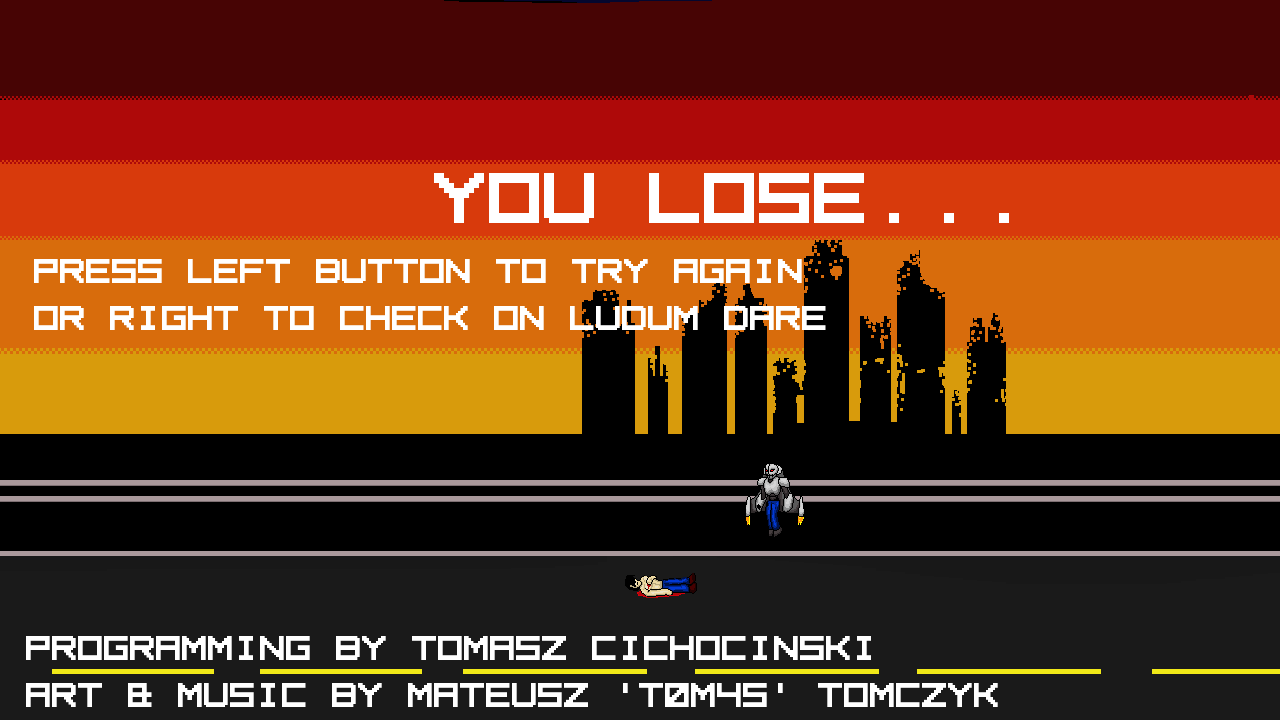 YOU LOSE...
PRESS LEFT BUTTON TO TRY AGAIN
OR RIGHT TO CHECK ON LUDUM DARE
PROGRAMMING BY TOMASZ CICHOCINSKI
ART & MUSIC BY MATEUSZ 'T0M4S' TOMCZYK